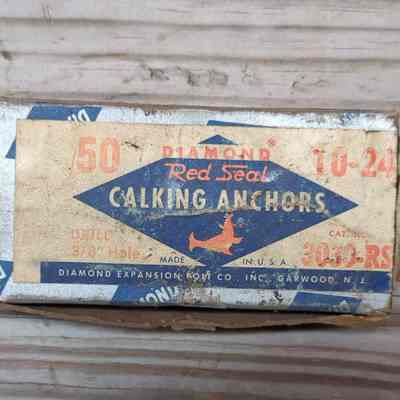 50 DIAMOND® 10-24
Red Seal
CALKING ANCHORS
DRILL
3/8" Hole
CAT. NO.
MADE IN U.S.A.
DIAMOND EXPANSION BOLT CO., INC., GARWOOD, N. J.